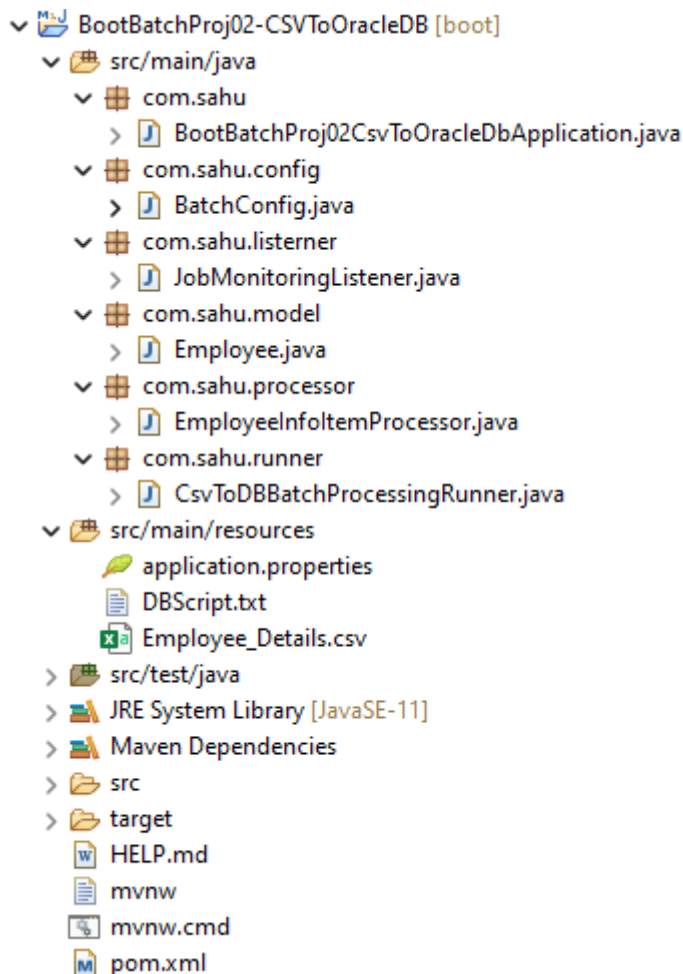 BootBatchProj02-CSVToOracleDB [boot]
src/main/java
com.sahu
BootBatchProj02CsvToOracleDbApplication.java
com.sahu.config
BatchConfig.java
com.sahu.listerner
JobMonitoringListener.java
com.sahu.model
Employee.java
com.sahu.processor
EmployeeInfoItemProcessor.java
com.sahu.runner
CsvToDBBatchProcessingRunner.java
src/main/resources
application.properties
DBScript.txt
Employee_Details.csv
src/test/java
JRE System Library [JavaSE-11]
Maven Dependencies
src
target
HELP.md
mvnw
mvnw.cmd
pom.xml